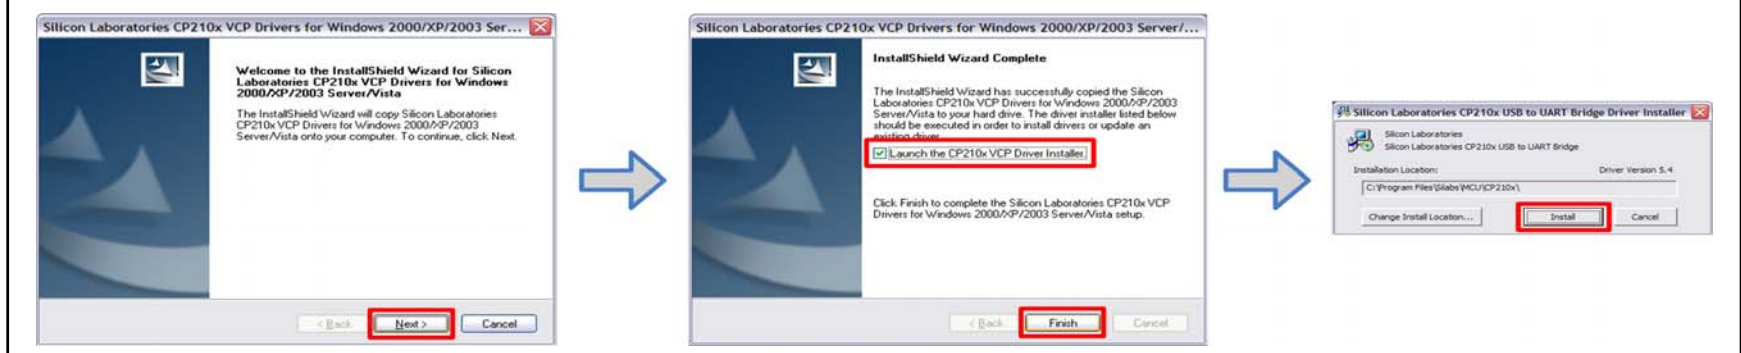 Silicon Laboratories CP210x VCP Drivers for Windows 2000/XP/2003 Ser...
Welcome to the InstallShield Wizard for Silicon
Laboratories CP210x VCP Drivers for Windows
2000/XP/2003 Server/Vista
The InstallShield Wizard will copy Silicon Laboratories
CP210x VCP Drivers for Windows 2000/XP/2003
Server/Vista onto your computer. To continue, click Next.
< Back
Next >
Cancel
Silicon Laboratories CP210x VCP Drivers for Windows 2000/XP/2003 Server/...
InstallShield Wizard Complete
The InstallShield Wizard has successfully copied the Silicon
Laboratories CP210x VCP Drivers for Windows 2000/XP/2003
Server/Vista to your hard drive. The driver installer listed below
should be executed in order to install drivers or update an
existing driver.
Launch the CP210x VCP Driver Installer.
Click Finish to complete the Silicon Laboratories CP210x VCP
Drivers for Windows 2000/XP/2003 Server/Vista setup.
< Back
Finish
Cancel
Silicon Laboratories CP210x USB to UART Bridge Driver Installer
Silicon Laboratories
Silicon Laboratories CP210x USB to UART Bridge
Installation Location:
Driver Version 5.4
C:\Program Files\Silabs\MCU\CP210x\
Change Install Location...
Install
Cancel